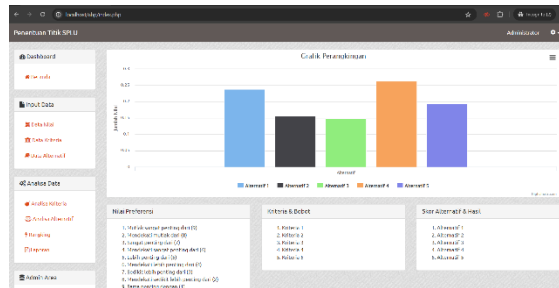 Penentuan Titik SPLU
Administrator
Dashboard
Beranda
Input Data
Data Nilai
Data Kriteria
Data Alternatif
Analisa Data
Analisa Kriteria
Analisa Alternatif
Rangking
Laporan
Admin Area
Grafik Perangkingan
Alternatif
Alternatif 1 Alternatif 2 Alternatif 3 Alternatif 4 Alternatif 5
Nilai Preferensi
1. Mutlak sangat penting dari (9)
2. Mendekati mutlak dari (8)
3. Sangat penting dari (7)
4. Mendekati sangat penting dari (6)
5. Lebih penting dari (5)
6. Mendekati lebih penting dari (4)
7. Sedikit lebih penting dari (3)
8. Mendekati sedikit lebih penting dari (2)
Kriteria & Bobot
1. Kriteria 1
2. Kriteria 2
3. Kriteria 3
4. Kriteria 4
5. Kriteria 5
Skor Alternatif & Hasil
1. Alternatif 1
2. Alternatif 2
3. Alternatif 3
4. Alternatif 4
5. Alternatif 5